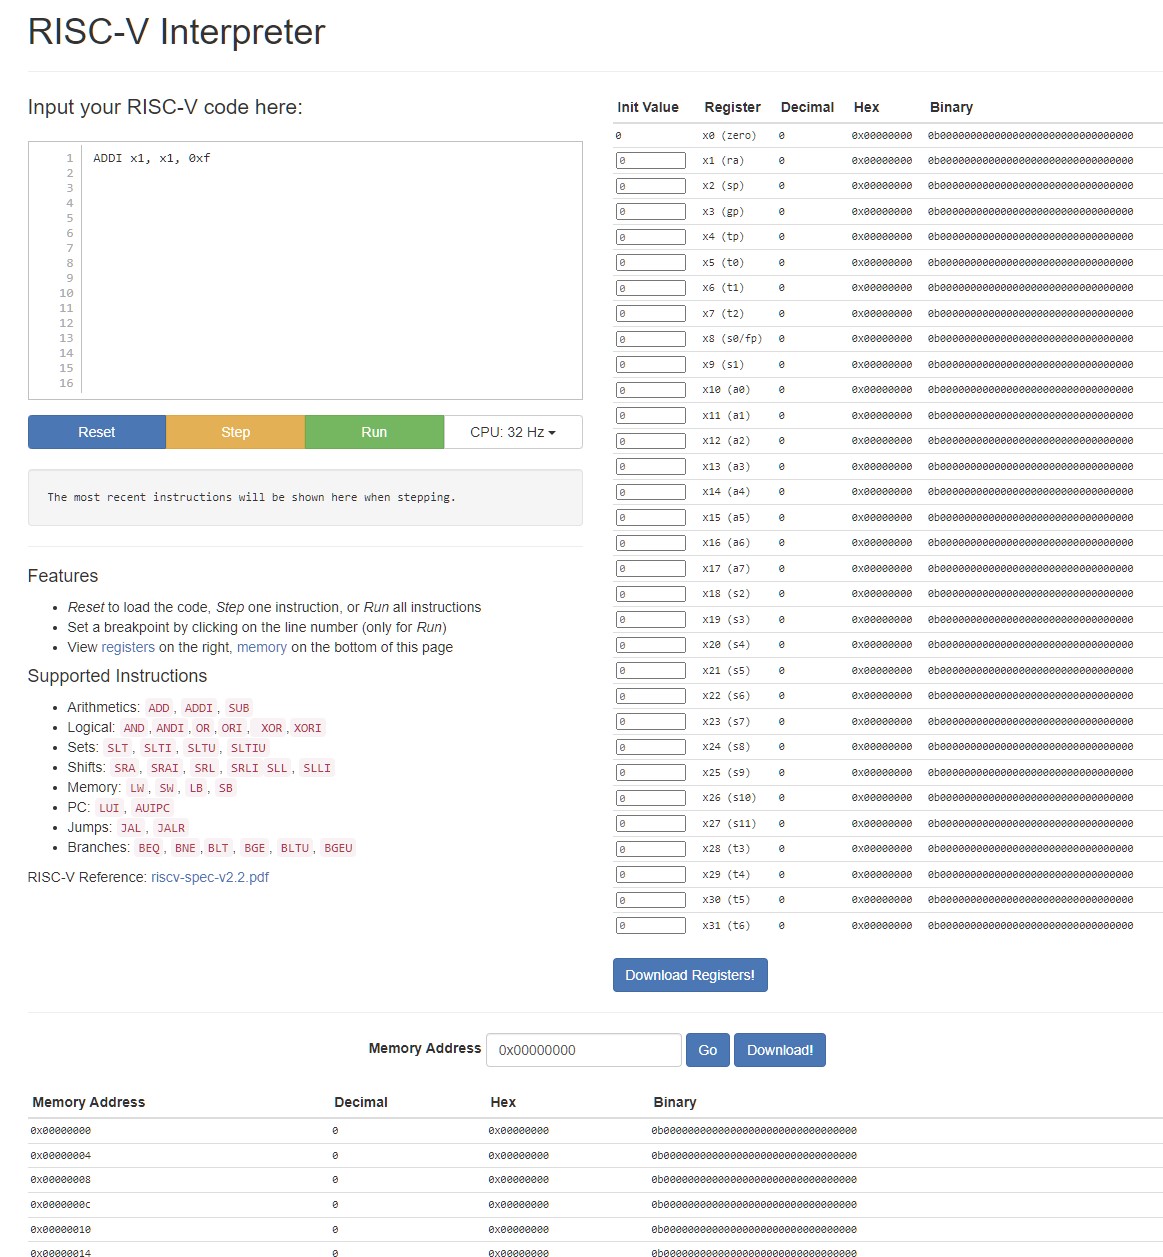 RISC-V Interpreter
Input your RISC-V code here:
1 ADDI x1, x1, 0xf
2
3
4
5
6
7
8
9
10
11
12
13
14
15
16
Reset Step Run CPU: 32 Hz
The most recent instructions will be shown here when stepping.
Features
• Reset to load the code, Step one instruction, or Run all instructions
• Set a breakpoint by clicking on the line number (only for Run)
• View registers on the right, memory on the bottom of this page
Supported Instructions
• Arithmetics: ADD, ADDI, SUB
• Logical: AND, ANDI, OR, ORI, XOR, XORI
• Sets: SLT, SLTI, SLTU, SLTIU
• Shifts: SRA, SRAI, SRL, SRLI SLL, SLLI
• Memory: LW, SW, LB, SB
• PC: LUI, AUIPC
• Jumps: JAL, JALR
• Branches: BEQ, BNE, BLT, BGE, BLTU, BGEU
RISC-V Reference: riscv-spec-v2.2.pdf
Init Value Register Decimal Hex Binary
0 x0 (zero) 0 0x00000000 0b00000000000000000000000000000000
0 x1 (ra) 0 0x00000000 0b00000000000000000000000000000000
0 x2 (sp) 0 0x00000000 0b00000000000000000000000000000000
0 x3 (gp) 0 0x00000000 0b00000000000000000000000000000000
0 x4 (tp) 0 0x00000000 0b00000000000000000000000000000000
0 x5 (t0) 0 0x00000000 0b00000000000000000000000000000000
0 x6 (t1) 0 0x00000000 0b00000000000000000000000000000000
0 x7 (t2) 0 0x00000000 0b00000000000000000000000000000000
0 x8 (s0/fp) 0 0x00000000 0b00000000000000000000000000000000
0 x9 (s1) 0 0x00000000 0b00000000000000000000000000000000
0 x10 (a0) 0 0x00000000 0b00000000000000000000000000000000
0 x11 (a1) 0 0x00000000 0b00000000000000000000000000000000
0 x12 (a2) 0 0x00000000 0b00000000000000000000000000000000
0 x13 (a3) 0 0x00000000 0b00000000000000000000000000000000
0 x14 (a4) 0 0x00000000 0b00000000000000000000000000000000
0 x15 (a5) 0 0x00000000 0b00000000000000000000000000000000
0 x16 (a6) 0 0x00000000 0b00000000000000000000000000000000
0 x17 (a7) 0 0x00000000 0b00000000000000000000000000000000
0 x18 (s2) 0 0x00000000 0b00000000000000000000000000000000
0 x19 (s3) 0 0x00000000 0b00000000000000000000000000000000
0 x20 (s4) 0 0x00000000 0b00000000000000000000000000000000
0 x21 (s5) 0 0x00000000 0b00000000000000000000000000000000
0 x22 (s6) 0 0x00000000 0b00000000000000000000000000000000
0 x23 (s7) 0 0x00000000 0b00000000000000000000000000000000
0 x24 (s8) 0 0x00000000 0b00000000000000000000000000000000
0 x25 (s9) 0 0x00000000 0b00000000000000000000000000000000
0 x26 (s10) 0 0x00000000 0b00000000000000000000000000000000
0 x27 (s11) 0 0x00000000 0b00000000000000000000000000000000
0 x28 (t3) 0 0x00000000 0b00000000000000000000000000000000
0 x29 (t4) 0 0x00000000 0b00000000000000000000000000000000
0 x30 (t5) 0 0x00000000 0b00000000000000000000000000000000
0 x31 (t6) 0 0x00000000 0b00000000000000000000000000000000
Download Registers!
Memory Address 0x00000000 Go Download!
Memory Address Decimal Hex Binary
0x00000000 0 0x00000000 0b00000000000000000000000000000000
0x00000004 0 0x00000000 0b00000000000000000000000000000000
0x00000008 0 0x00000000 0b00000000000000000000000000000000
0x0000000c 0 0x00000000 0b00000000000000000000000000000000
0x00000010 0 0x00000000 0b00000000000000000000000000000000
0x00000014 0 0x00000000 0b00000000000000000000000000000000